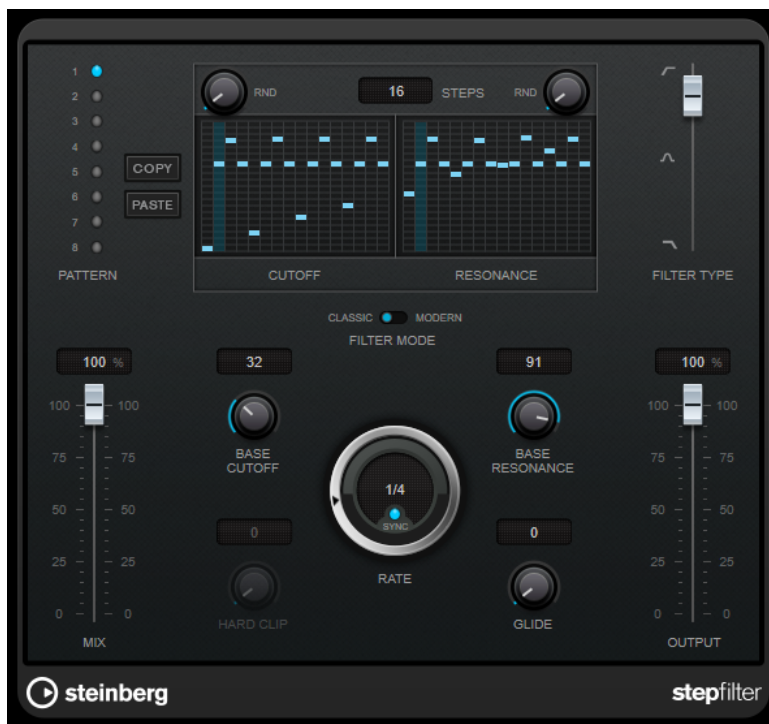 1
2
3
4
5
6
7
8
PATTERN
COPY
PASTE
RND
16 STEPS
RND
CUTOFF
RESONANCE
FILTER TYPE
CLASSIC MODERN
FILTER MODE
100 %
32
91
100 %
100 100
75 75
50 50
25 25
0 0
MIX
BASE
CUTOFF
0
HARD CLIP
1/4
SYNC
RATE
BASE
RESONANCE
0
GLIDE
100 100
75 75
50 50
25 25
0 0
OUTPUT
steinberg
stepfilter